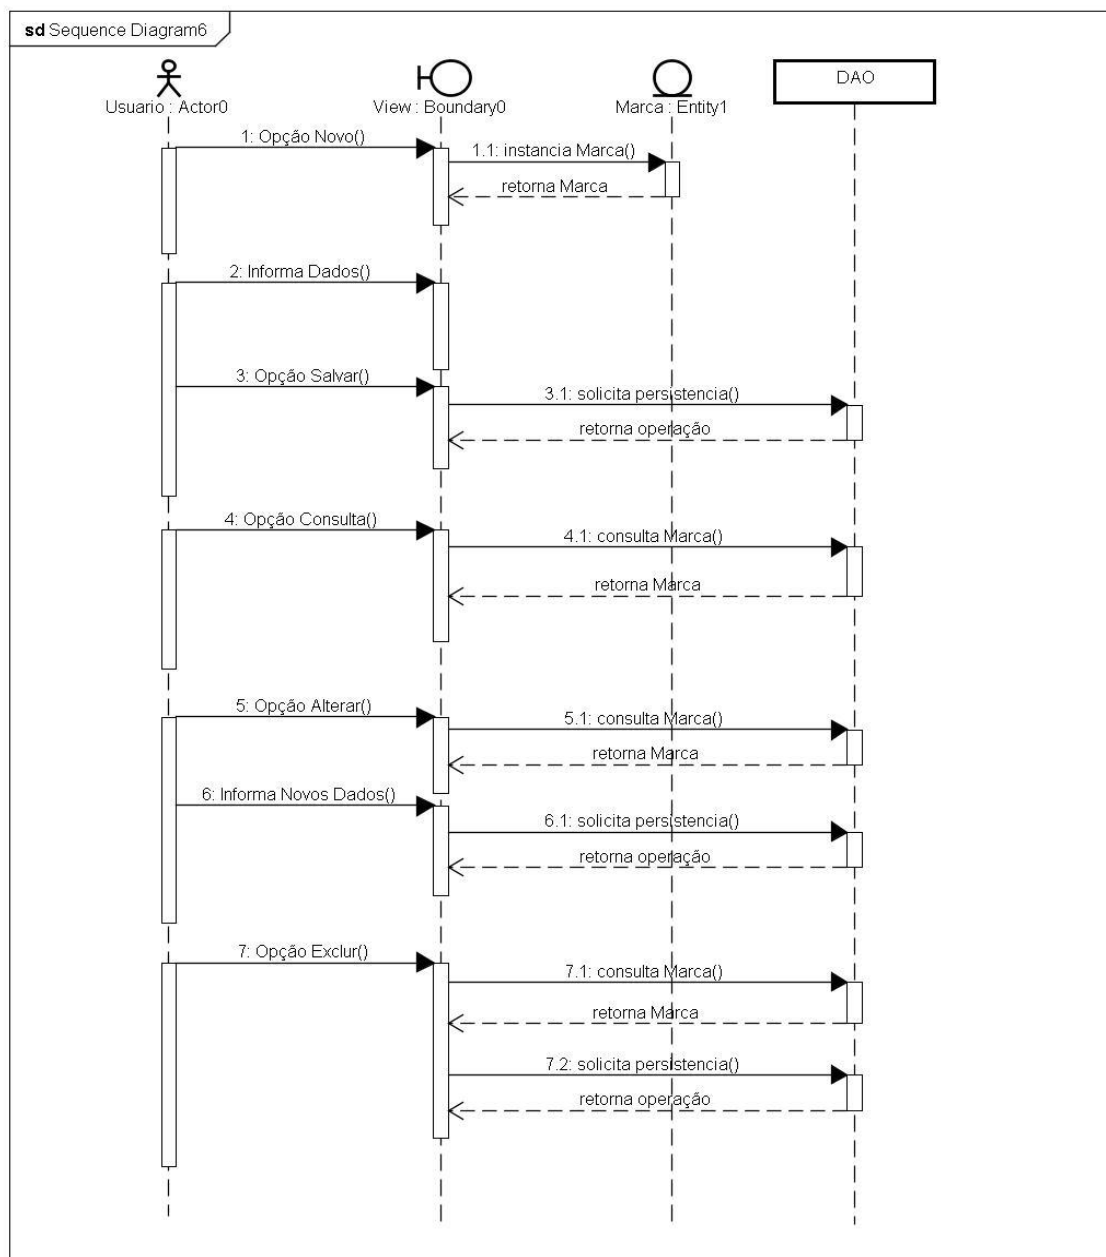 sd Sequence Diagram6
Usuario : Actor0
View : Boundary0
Marca : Entity1
DAO
1: Opção Novo()
1.1: instancia Marca()
retorna Marca
2: Informa Dados()
3: Opção Salvar()
3.1: solicita persistencia()
retorna operação
4: Opção Consulta()
4.1: consulta Marca()
retorna Marca
5: Opção Alterar()
5.1: consulta Marca()
retorna Marca
6: Informa Novos Dados()
6.1: solicita persistencia()
retorna operação
7: Opção Exclur()
7.1: consulta Marca()
retorna Marca
7.2: solicita persistencia()
retorna operação